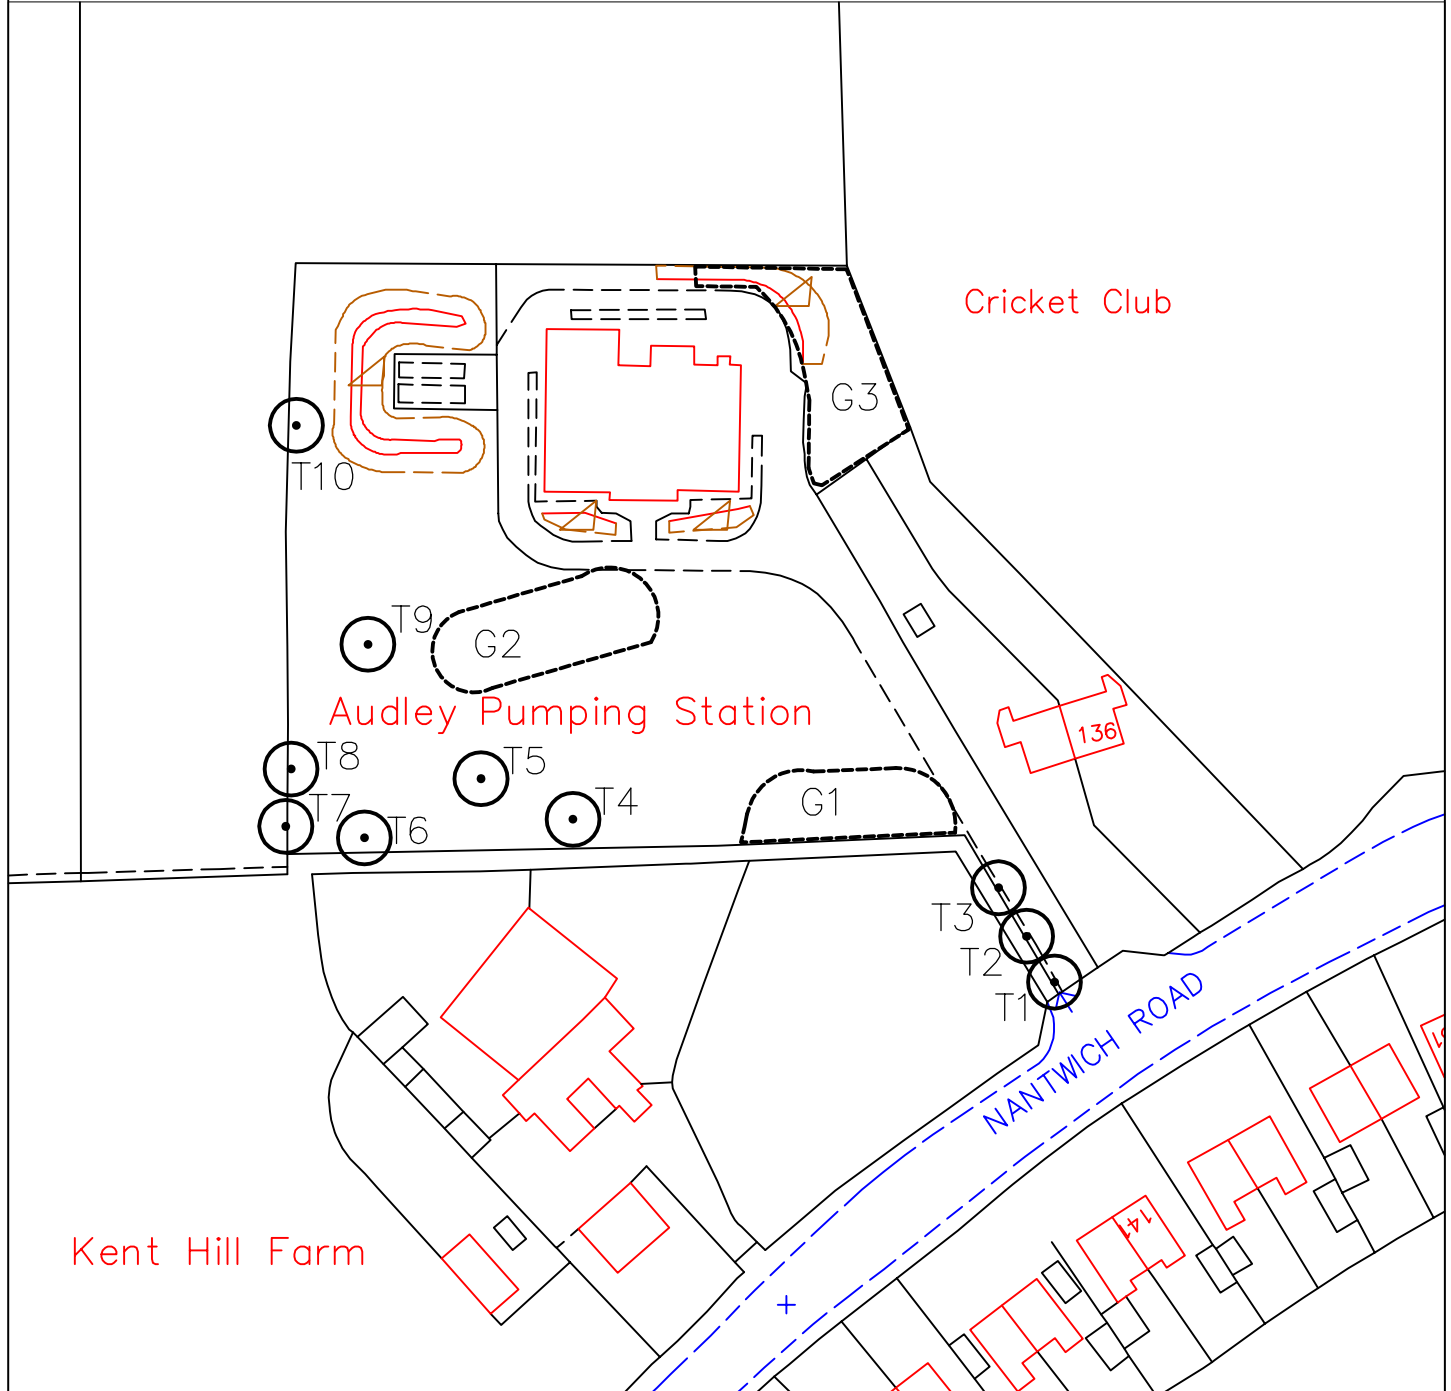 Cricket Club
G3
T10
T9
G2
Audley Pumping Station
136
T8
T5
T7
T4
G1
T6
T3
T2
T1
NANTWICH ROAD
141
Kent Hill Farm